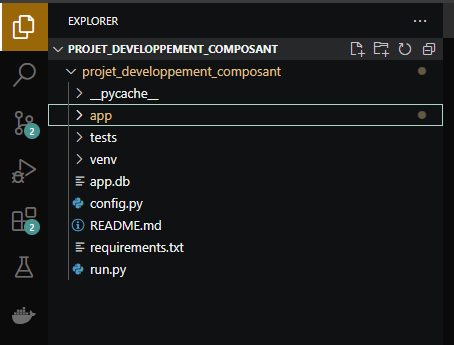 EXPLORER
PROJET_DEVELOPPEMENT_COMPOSANT
projet_developpement_composant
__pycache__
app
tests
2
venv
app.db
config.py
README.md
2
requirements.txt
run.py